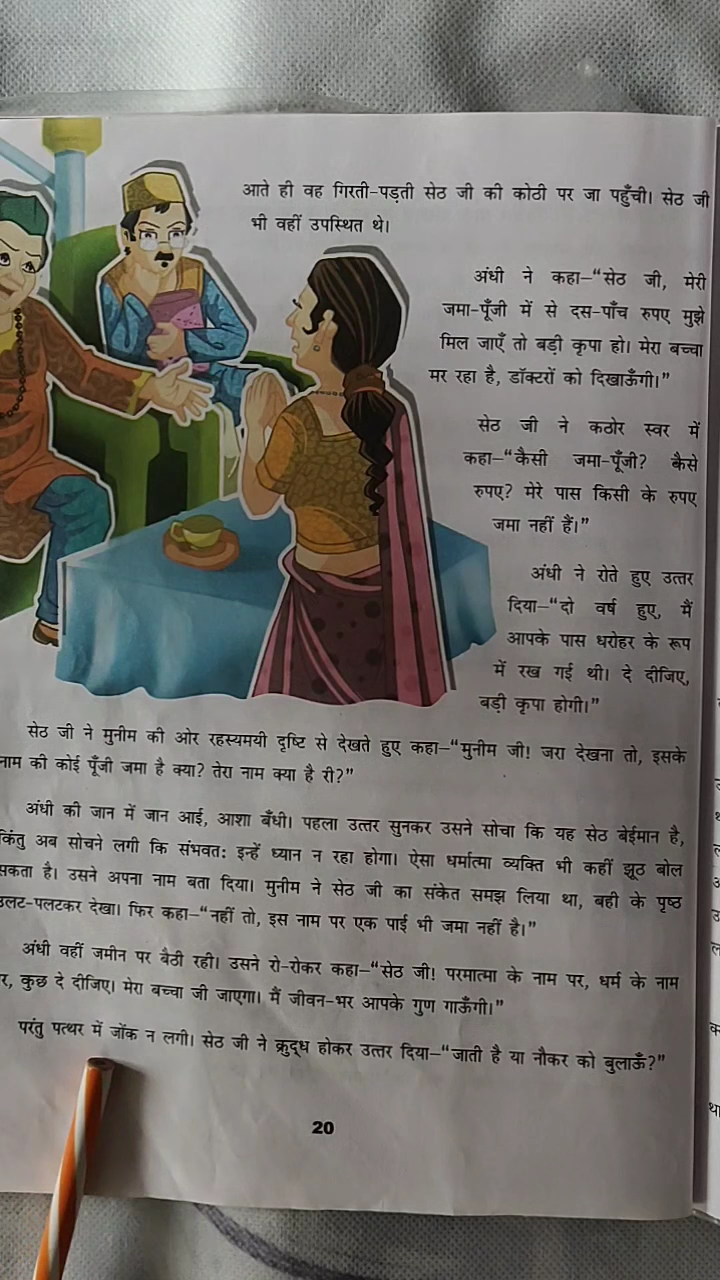 आते ही वह गिरती-पड़ती सेठ जी की कोठी पर जा पहुँची। सेठ जी
भी वहीं उपस्थित थे।
अंधी ने कहा–“सेठ जी, मेरी
जमा-पूँजी में से दस-पाँच रुपए मुझे
मिल जाएँ तो बड़ी कृपा हो। मेरा बच्चा
मर रहा है, डॉक्टरों को दिखाऊँगी।”
सेठ जी ने कठोर स्वर में
कहा–“कैसी जमा-पूँजी? कैसे
रुपए? मेरे पास किसी के रुपए
जमा नहीं हैं।”
अंधी ने रोते हुए उत्तर
दिया–“दो वर्ष हुए, मैं
आपके पास धरोहर के रूप
में रख गई थी। दे दीजिए,
बड़ी कृपा होगी।”
सेठ जी ने मुनीम की ओर रहस्यमयी दृष्टि से देखते हुए कहा–“मुनीम जी! जरा देखना तो, इसके
नाम की कोई पूँजी जमा है क्या? तेरा नाम क्या है री?”
अंधी की जान में जान आई, आशा बँधी। पहला उत्तर सुनकर उसने सोचा कि यह सेठ बेईमान है,
किंतु अब सोचने लगी कि संभवतः इन्हें ध्यान न रहा होगा। ऐसा धर्मात्मा व्यक्ति भी कहीं झूठ बोल
सकता है। उसने अपना नाम बता दिया। मुनीम ने सेठ जी का संकेत समझ लिया था, बही के पृष्ठ
उलट-पलटकर देखा। फिर कहा–“नहीं तो, इस नाम पर एक पाई भी जमा नहीं है।”
अंधी वहीं जमीन पर बैठी रही। उसने रो-रोकर कहा–“सेठ जी! परमात्मा के नाम पर, धर्म के नाम
र, कुछ दे दीजिए। मेरा बच्चा जी जाएगा। मैं जीवन-भर आपके गुण गाऊँगी।”
परंतु पत्थर में जोंक न लगी। सेठ जी ने क्रुद्ध होकर उत्तर दिया–“जाती है या नौकर को बुलाऊँ?”
20